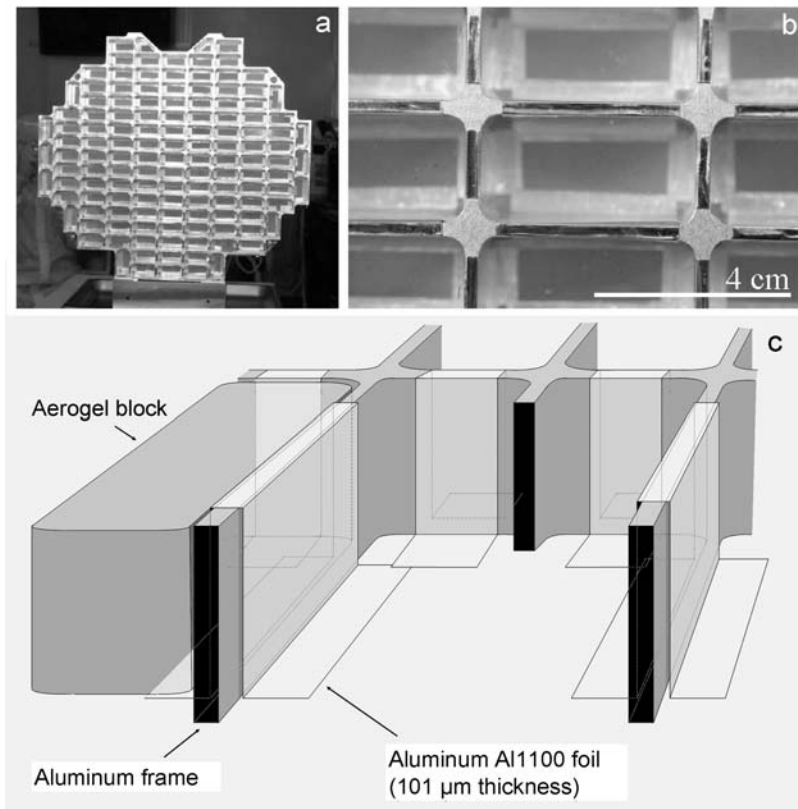 a
b
4 cm
c
Aerogel block
Aluminum frame
Aluminum Al1100 foil
(101 µm thickness)